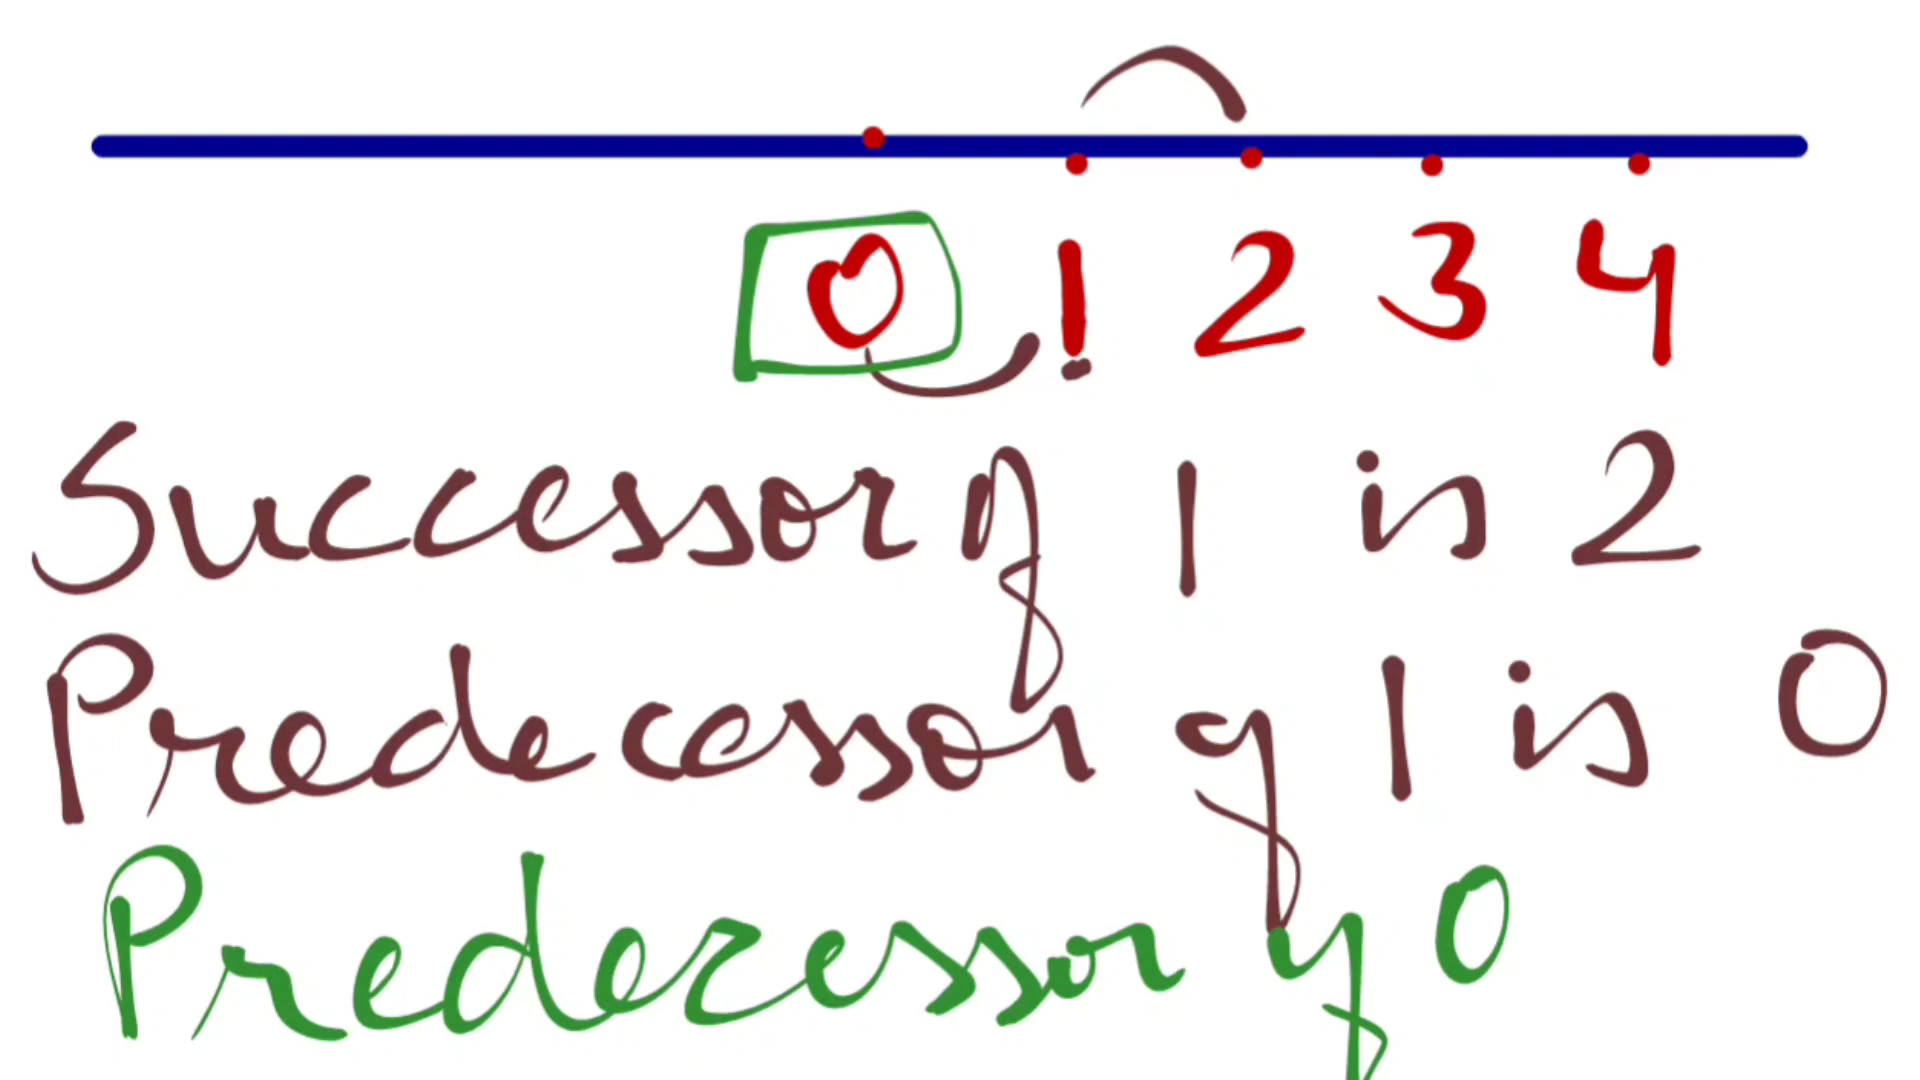 0 1 2 3 4
Successor of 1 is 2
Predecessor of 1 is 0
Predecessor of 0